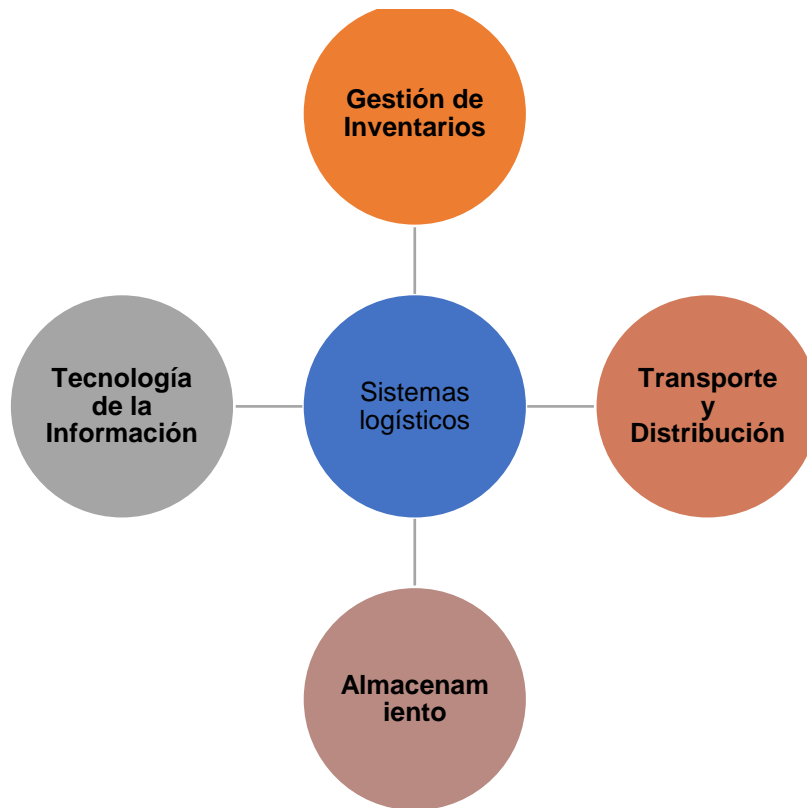 Gestión de
Inventarios
Tecnología
de la
Información
Sistemas
logísticos
Transporte
y
Distribución
Almacenam
iento